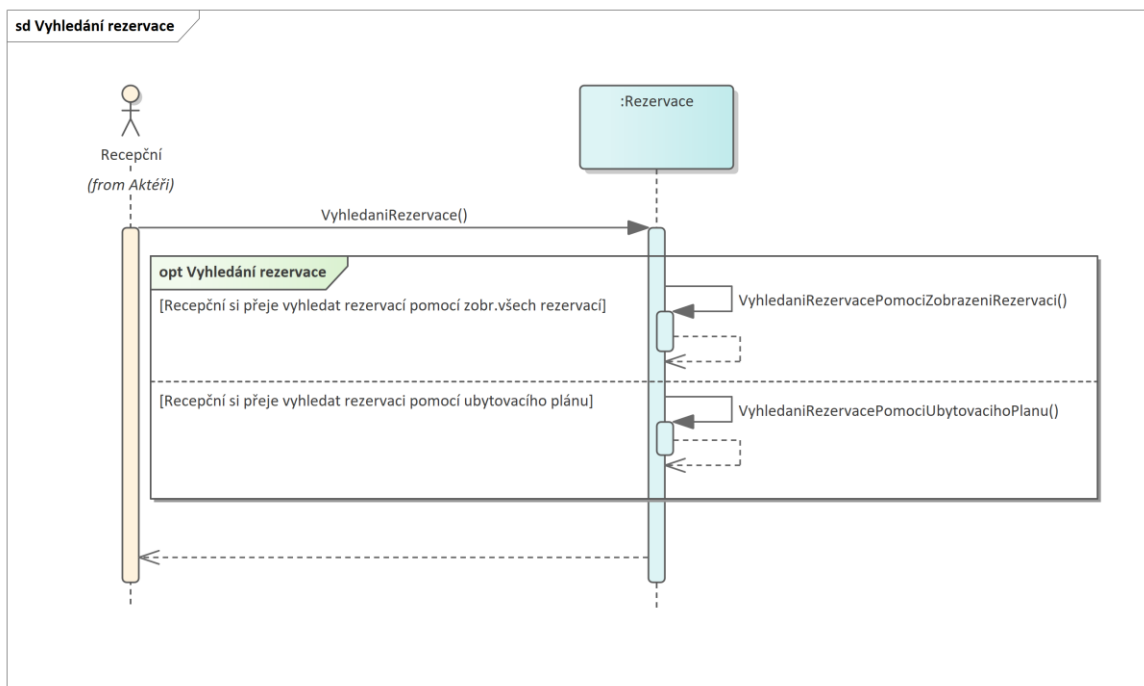 sd Vyhledání rezervace
:Rezervace
Recepční
(from Aktéři)
VyhledaniRezervace()
opt Vyhledání rezervace
[Recepční si přeje vyhledat rezervací pomocí zobr.všech rezervací]
VyhledaniRezervacePomociZobrazeniRezervaci()
[Recepční si přeje vyhledat rezervaci pomocí ubytovacího plánu]
VyhledaniRezervacePomociUbytovacihoPlanu()